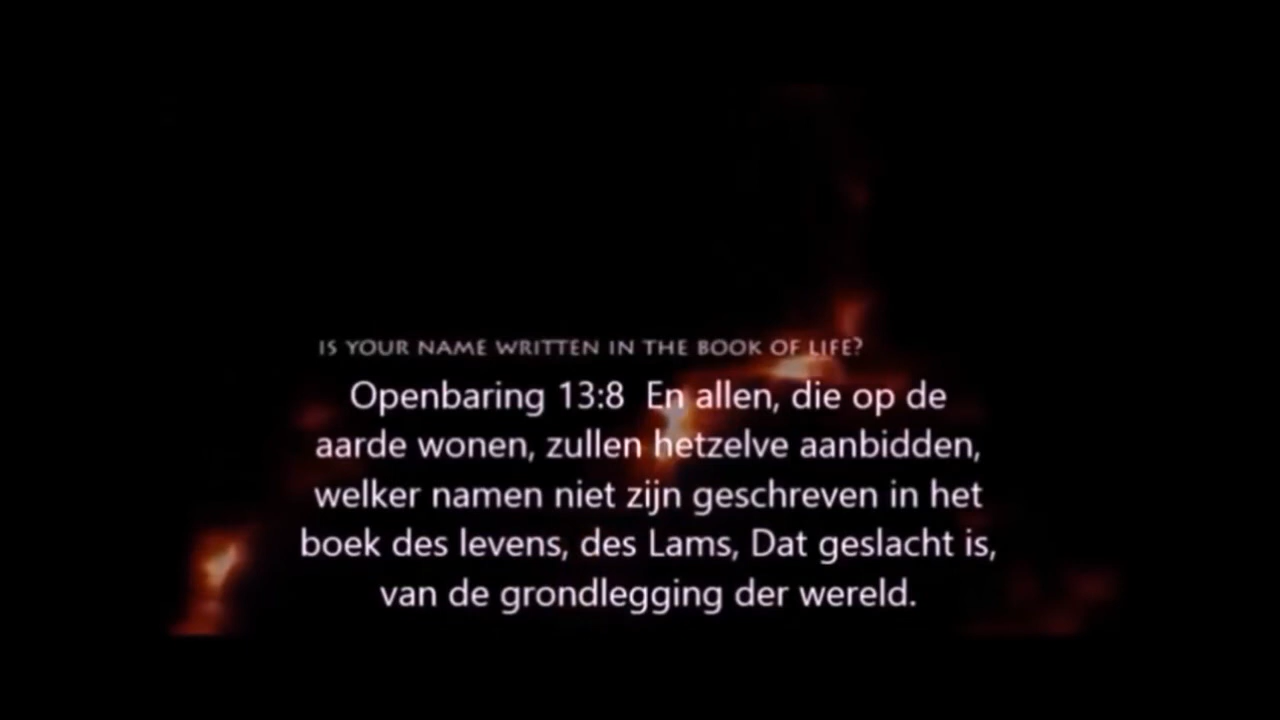 IS YOUR NAME WRITTEN IN THE BOOK OF LIFE?
Openbaring 13:8  En allen, die op de
aarde wonen, zullen hetzelve aanbidden,
welker namen niet zijn geschreven in het
boek des levens, des Lams, Dat geslacht is,
van de grondlegging der wereld.